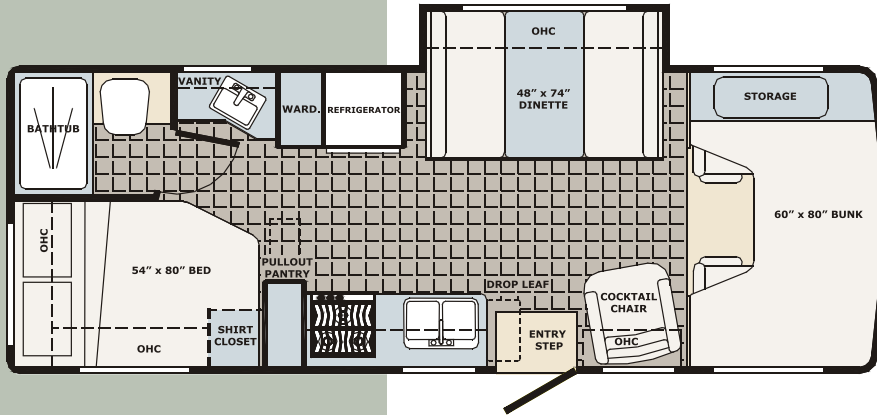 OHC
48" x 74"
DINETTE
VANITY
WARD.
REFRIGERATOR
STORAGE
BATHTUB
60" x 80" BUNK
OHC
54" x 80" BED
PULLOUT
PANTRY
DROP LEAF
COCKTAIL
CHAIR
SHIRT
CLOSET
ENTRY
STEP
OHC
OHC